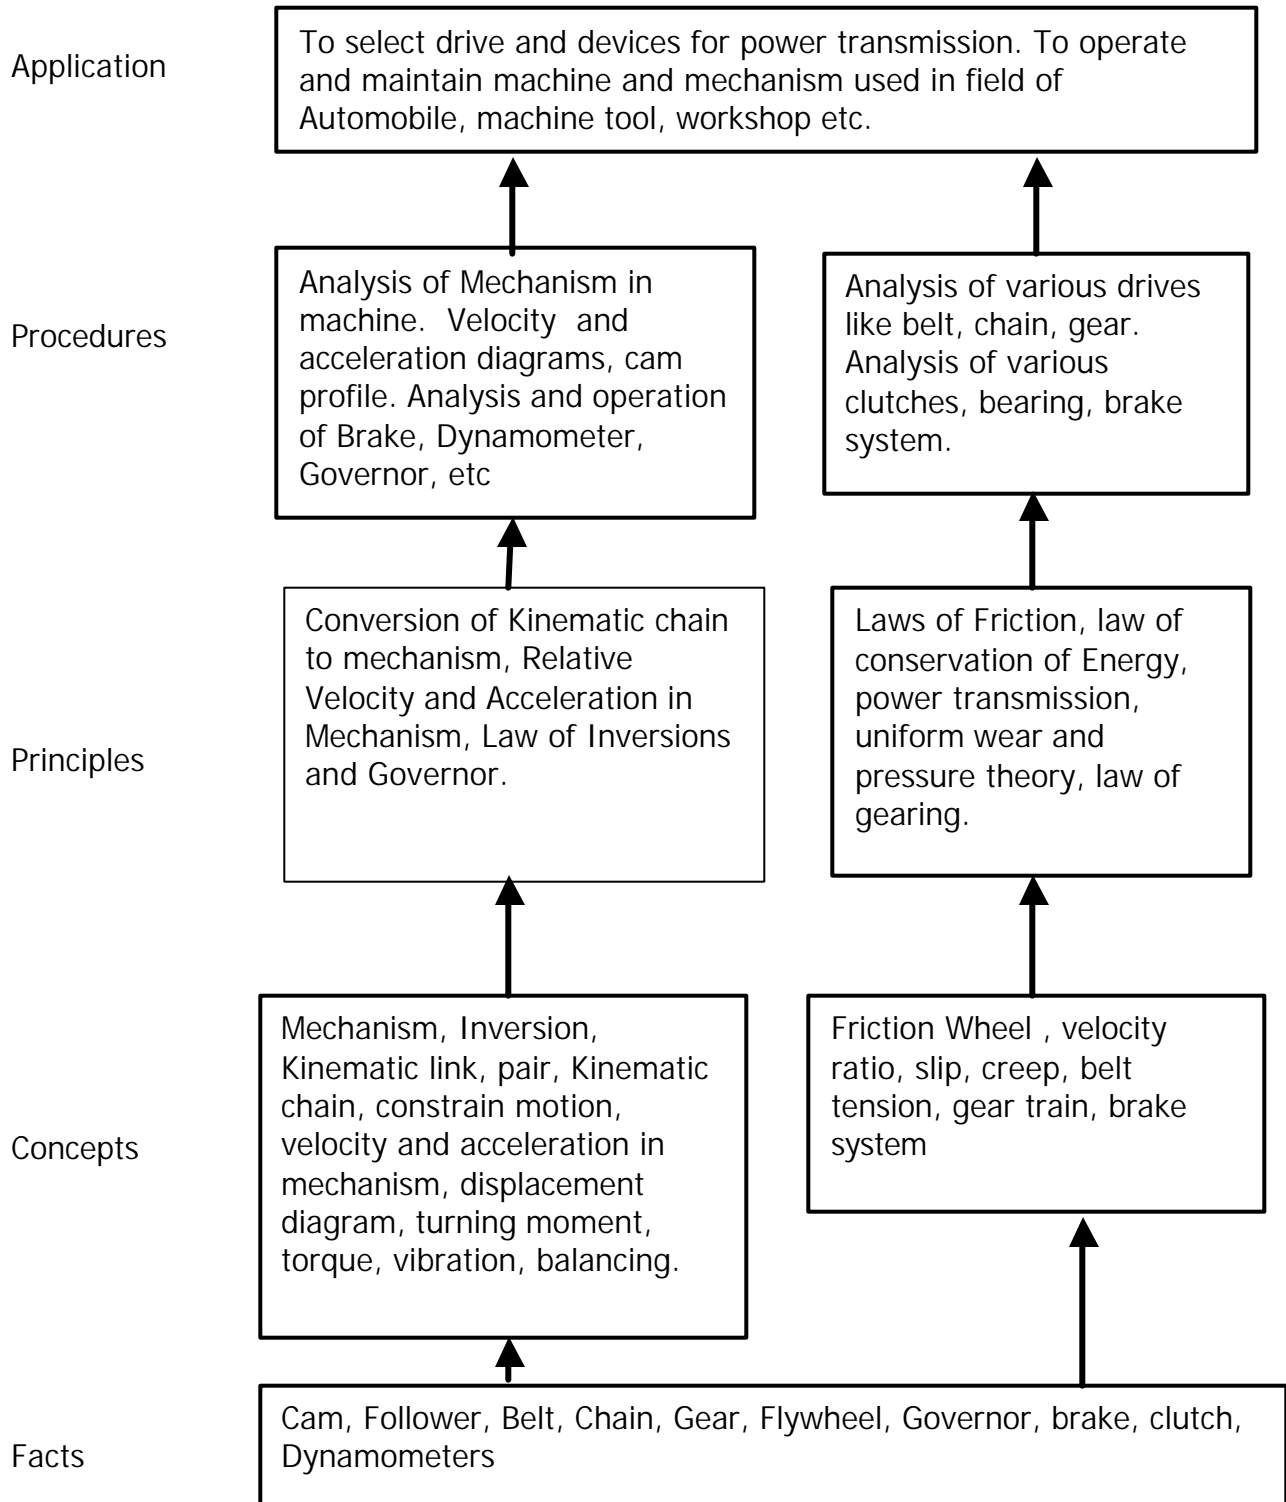 Application
To select drive and devices for power transmission. To operate
and maintain machine and mechanism used in field of
Automobile, machine tool, workshop etc.
Procedures
Analysis of Mechanism in
machine.  Velocity  and
acceleration diagrams, cam
profile. Analysis and operation
of Brake, Dynamometer,
Governor, etc
Analysis of various drives
like belt, chain, gear.
Analysis of various
clutches, bearing, brake
system.
Principles
Conversion of Kinematic chain
to mechanism, Relative
Velocity and Acceleration in
Mechanism, Law of Inversions
and Governor.
Laws of Friction, law of
conservation of Energy,
power transmission,
uniform wear and
pressure theory, law of
gearing.
Concepts
Mechanism, Inversion,
Kinematic link, pair, Kinematic
chain, constrain motion,
velocity and acceleration in
mechanism, displacement
diagram, turning moment,
torque, vibration, balancing.
Friction Wheel , velocity
ratio, slip, creep, belt
tension, gear train, brake
system
Facts
Cam, Follower, Belt, Chain, Gear, Flywheel, Governor, brake, clutch,
Dynamometers